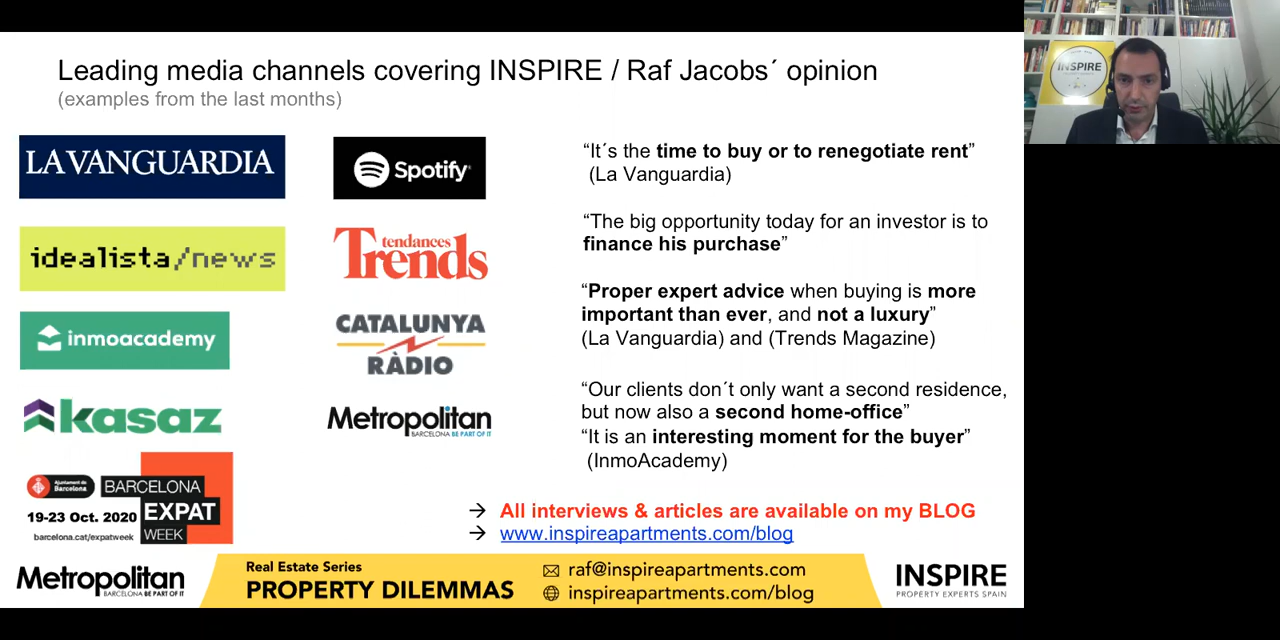 Leading media channels covering INSPIRE / Raf Jacobs´ opinion
(examples from the last months)
LA VANGUARDIA
Spotify®
idealista/news
tendances
Trends
inmoacademy
CATALUNYA
RÀDIO
kasaz
Metropolitan
BARCELONA BE PART OF IT
Ajuntament de
Barcelona
BARCELONA
19-23 Oct. 2020
EXPAT
barcelona.cat/expatweek
WEEK
“It´s the time to buy or to renegotiate rent”
(La Vanguardia)
“The big opportunity today for an investor is to
finance his purchase”
“Proper expert advice when buying is more
important than ever, and not a luxury”
(La Vanguardia) and (Trends Magazine)
“Our clients don´t only want a second residence,
but now also a second home-office”
“It is an interesting moment for the buyer”
(InmoAcademy)
→ All interviews & articles are available on my BLOG
→ www.inspireapartments.com/blog
Metropolitan
BARCELONA BE PART OF IT
Real Estate Series
PROPERTY DILEMMAS
raf@inspireapartments.com
inspireapartments.com/blog
INSPIRE
PROPERTY EXPERTS SPAIN
INSPIRE